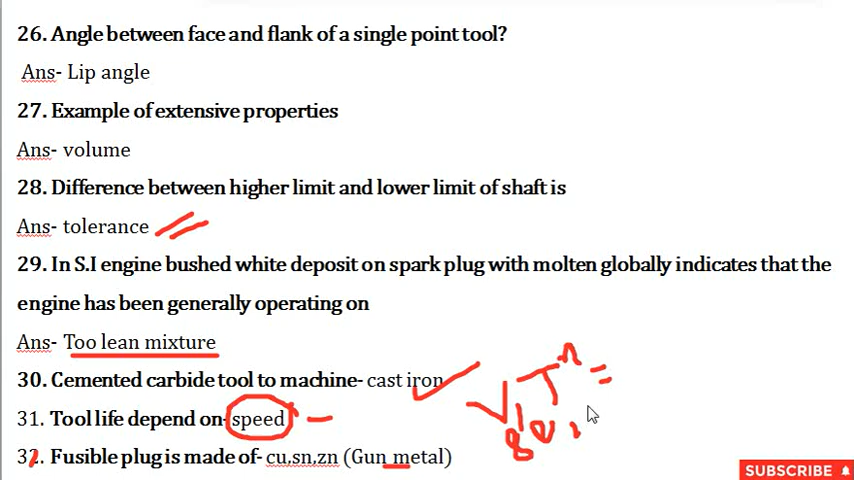 26. Angle between face and flank of a single point tool?
Ans- Lip angle
27. Example of extensive properties
Ans- volume
28. Difference between higher limit and lower limit of shaft is
Ans- tolerance
29. In S.I engine bushed white deposit on spark plug with molten globally indicates that the
engine has been generally operating on
Ans- Too lean mixture
30. Cemented carbide tool to machine- cast iron
31. Tool life depend on-speed
32. Fusible plug is made of- cu,sn,zn (Gun metal)
VTⁿ =
SUBSCRIBE